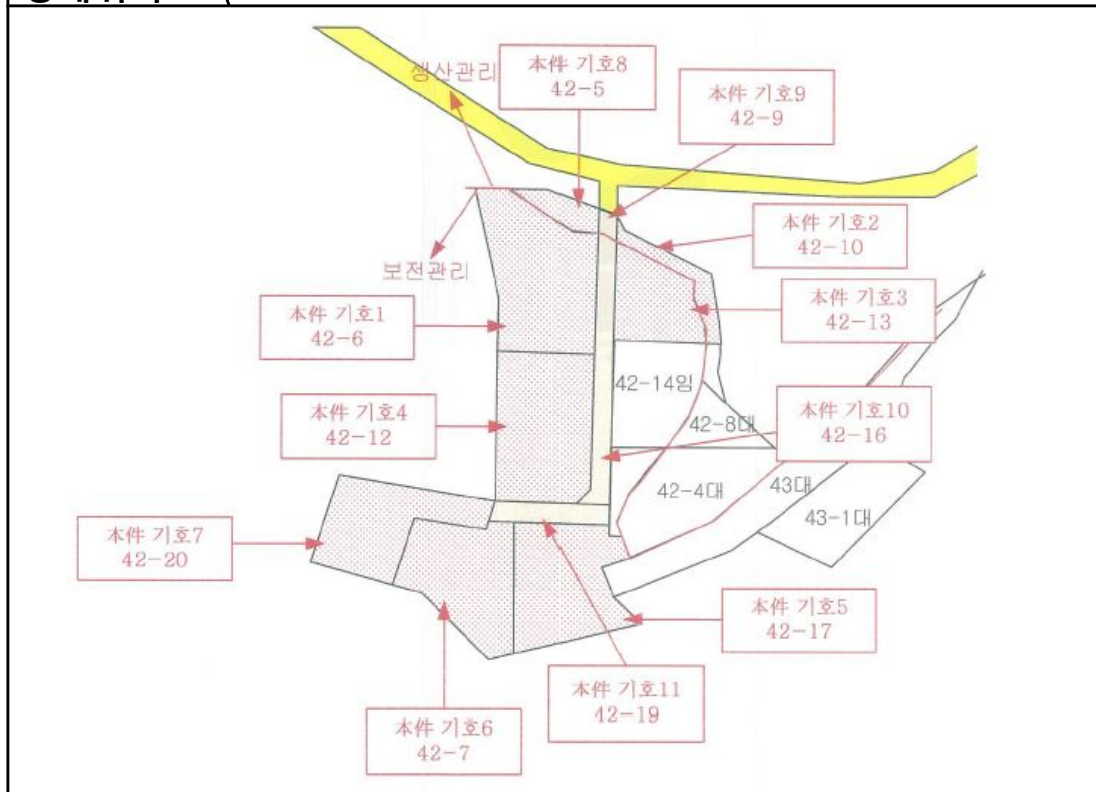 생산관리
本件 기호8
42-5
本件 기호9
42-9
本件 기호2
42-10
보전관리
本件 기호1
42-6
本件 기호3
42-13
42-14임
本件 기호4
42-12
42-8대
本件 기호10
42-16
42-4대
43대
43-1대
本件 기호7
42-20
本件 기호5
42-17
本件 기호11
42-19
本件 기호6
42-7